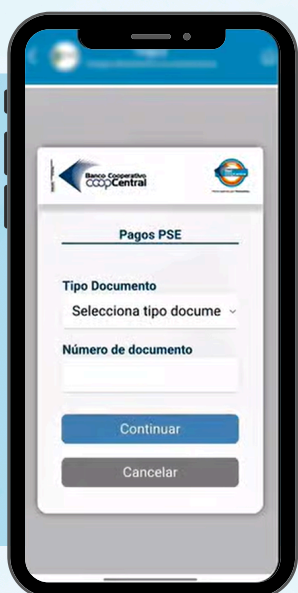 Banco Cooperativo
COOPCentral
Pagos PSE
Tipo Documento
Selecciona tipo docume
Número de documento
Continuar
Cancelar